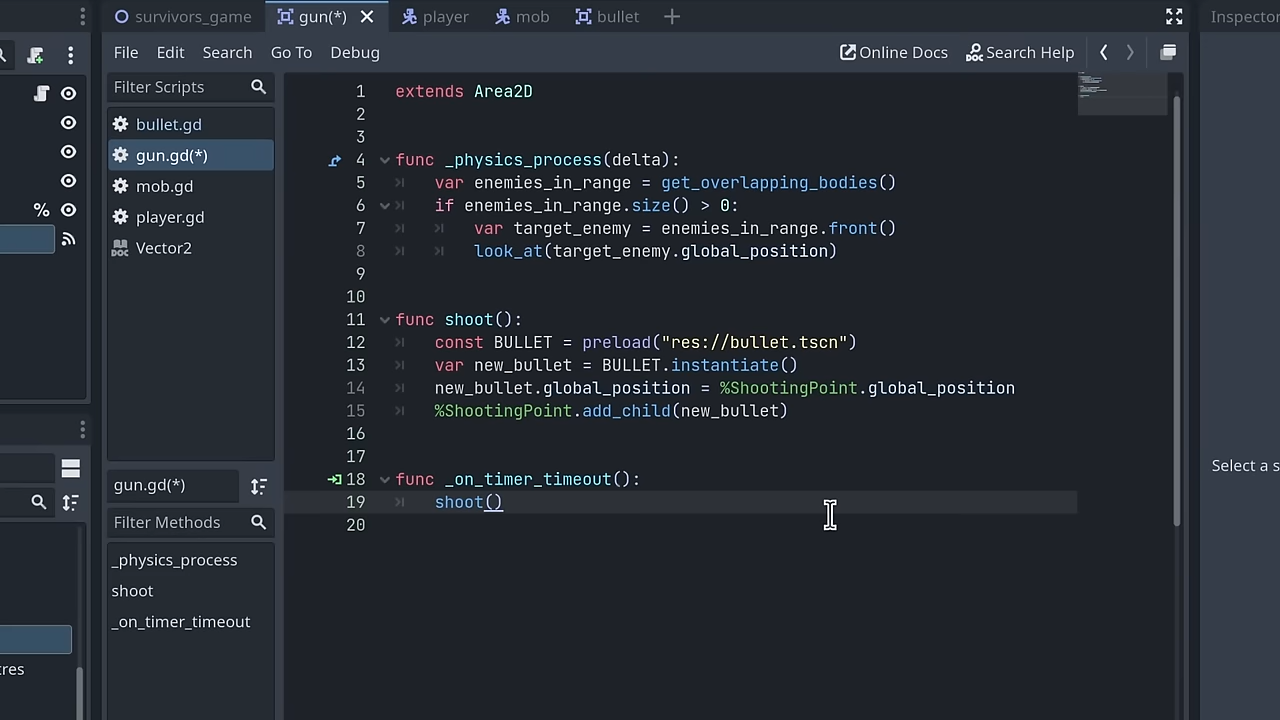 survivors_game gun(*) player mob bullet Inspector
File Edit Search Go To Debug Online Docs DOC Search Help
Filter Scripts
bullet.gd
gun.gd(*)
mob.gd
player.gd
DOC Vector2
%
gun.gd(*)
Filter Methods
_physics_process
shoot
_on_timer_timeout
1 extends Area2D
2
3
4 func _physics_process(delta):
5 var enemies_in_range = get_overlapping_bodies()
6 if enemies_in_range.size() > 0:
7 var target_enemy = enemies_in_range.front()
8 look_at(target_enemy.global_position)
9
10
11 func shoot():
12 const BULLET = preload("res://bullet.tscn")
13 var new_bullet = BULLET.instantiate()
14 new_bullet.global_position = %ShootingPoint.global_position
15 %ShootingPoint.add_child(new_bullet)
16
17
18 func _on_timer_timeout():
19 shoot()
20
Select a s
res